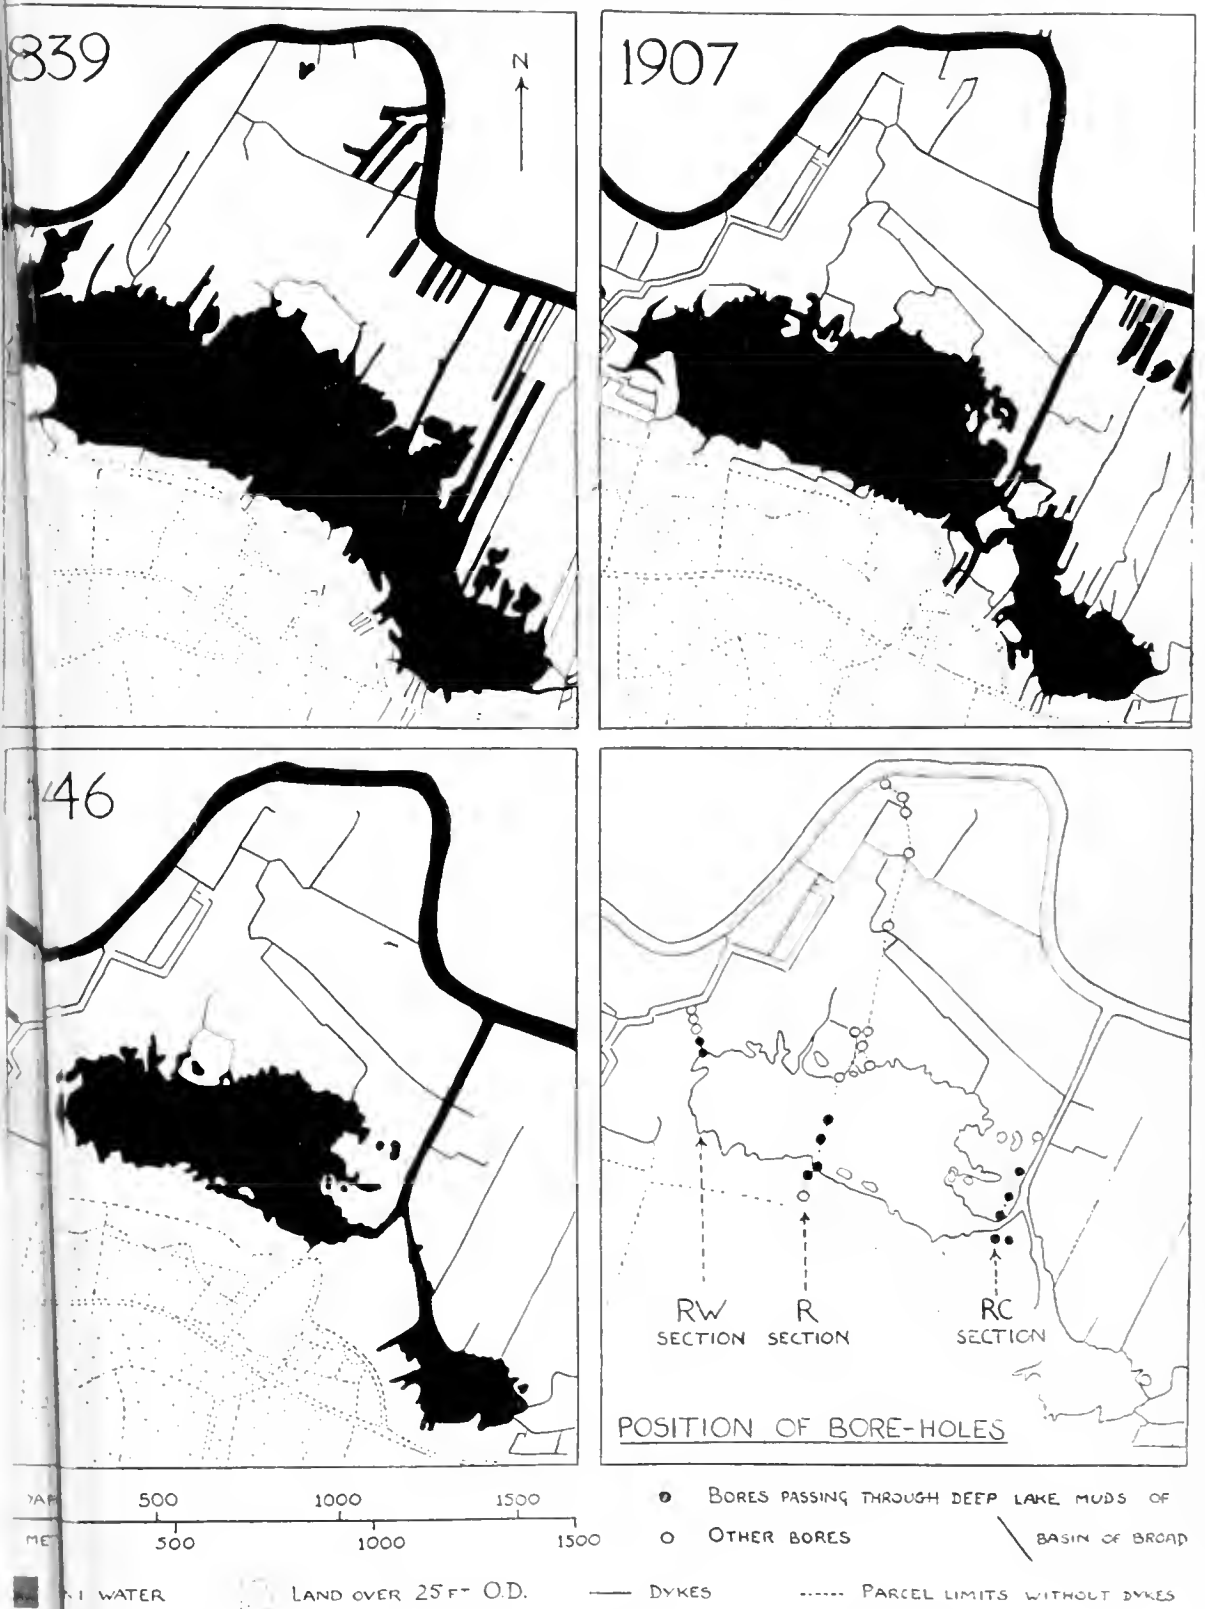 839
N
1907
46
RW
SECTION
R
SECTION
RC
SECTION
POSITION OF BORE-HOLES
500 1000 1500
500 1000 1500
● BORES PASSING THROUGH DEEP LAKE MUDS OF
BASIN OF BROAD
○ OTHER BORES
WATER
LAND OVER 25 FT O.D.
DYKES
PARCEL LIMITS WITHOUT DYKES